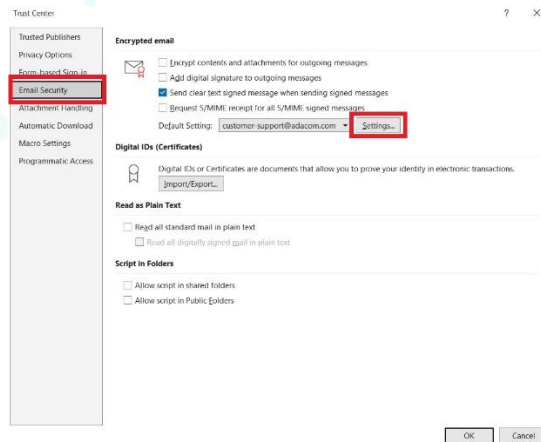 Trust Center
? X
Trusted Publishers
Privacy Options
Form-based Sign-in
Email Security
Attachment Handling
Automatic Download
Macro Settings
Programmatic Access
Encrypted email
Encrypt contents and attachments for outgoing messages
Add digital signature to outgoing messages
Send clear text signed message when sending signed messages
Request S/MIME receipt for all S/MIME signed messages
Default Setting: customer-support@adacom.com Settings...
Digital IDs (Certificates)
Digital IDs or Certificates are documents that allow you to prove your identity in electronic transactions.
Import/Export...
Read as Plain Text
Read all standard mail in plain text
Read all digitally signed mail in plain text
Script in Folders
Allow script in shared folders
Allow script in Public Folders
OK Cancel